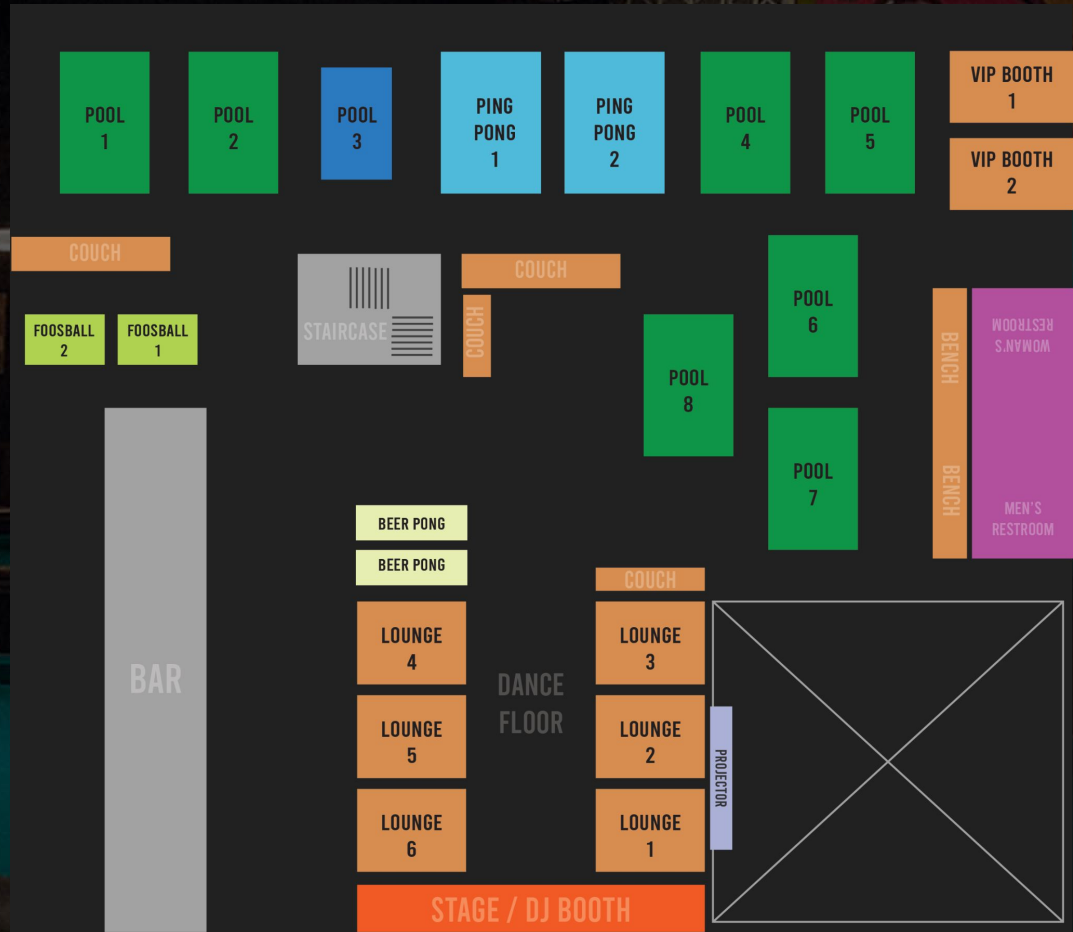 POOL
1
POOL
2
POOL
3
PING
PONG
1
PING
PONG
2
POOL
4
POOL
5
VIP BOOTH
1
VIP BOOTH
2
COUCH
FOOSBALL
2
FOOSBALL
1
STAIRCASE
COUCH
COUCH
POOL
6
POOL
8
POOL
7
BENCH
BENCH
WOMAN'S
RESTROOM
MEN'S
RESTROOM
BEER PONG
BEER PONG
BAR
LOUNGE
4
LOUNGE
5
LOUNGE
6
DANCE
FLOOR
COUCH
LOUNGE
3
LOUNGE
2
LOUNGE
1
PROJECTOR
STAGE / DJ BOOTH